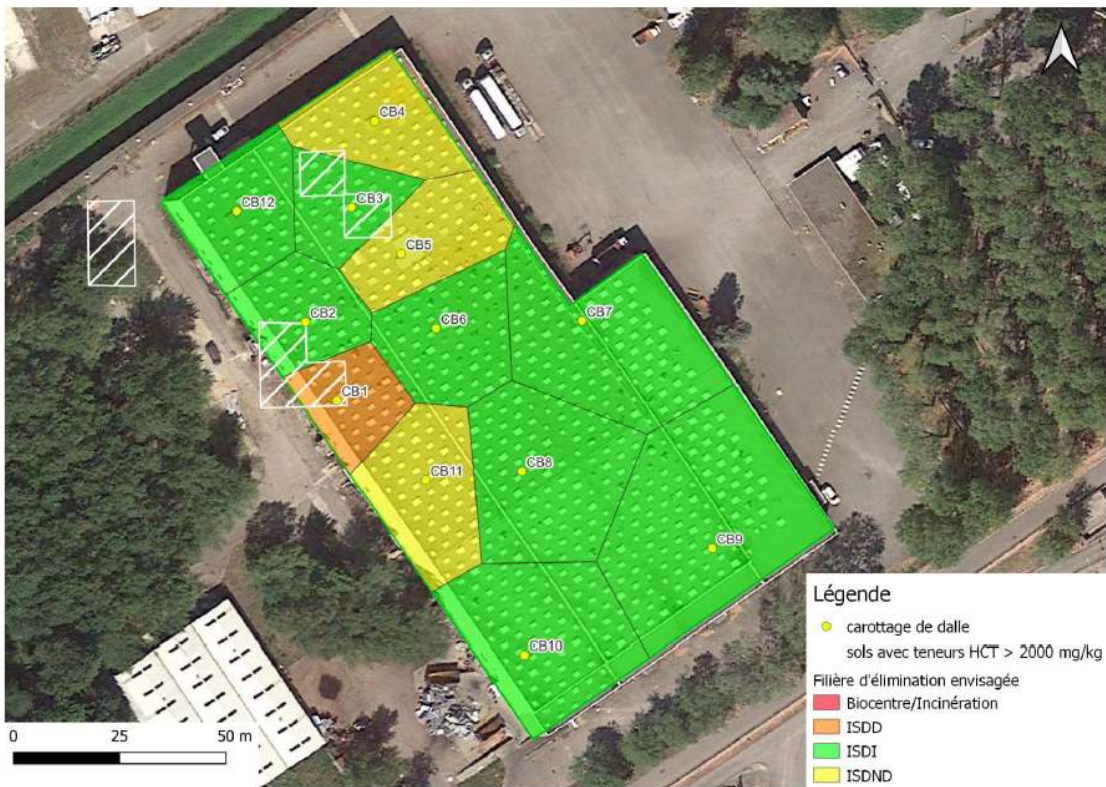 CB4
CB12
CB3
CB5
CB2
CB6
CB7
CB1
CB11
CB8
CB9
CB10
Légende
carottage de dalle
sols avec teneurs HCT > 2000 mg/kg
Filière d'élimination envisagée
Biocentre/Incinération
ISDD
ISDI
ISDND
0 25 50 m